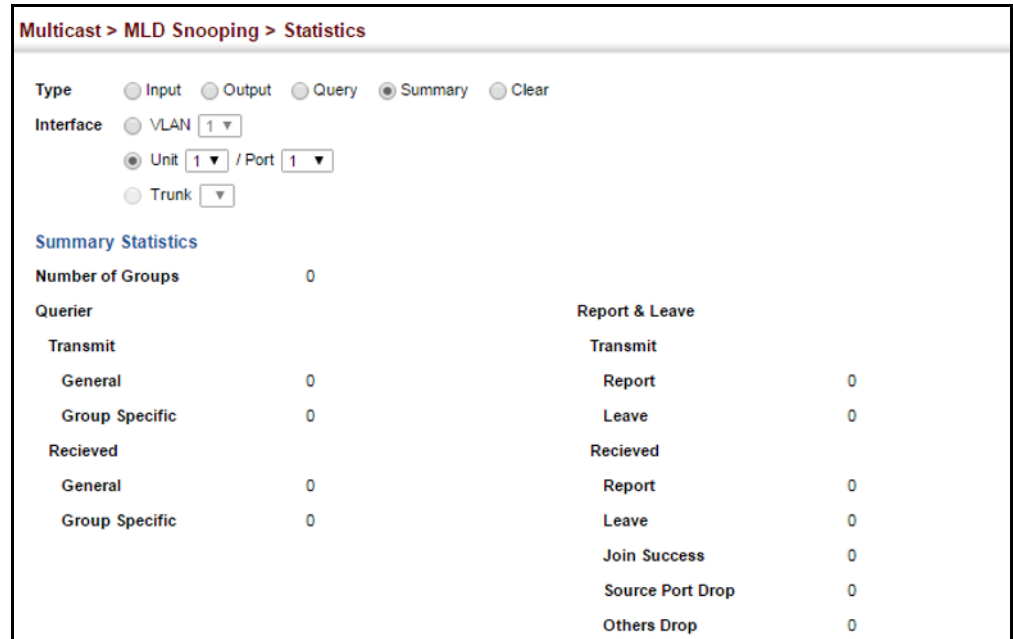 Multicast > MLD Snooping > Statistics
Type Input Output Query Summary Clear
Interface VLAN 1
Unit 1 / Port 1
Trunk
Summary Statistics
Number of Groups 0
Querier Report & Leave
Transmit Transmit
General 0 Report 0
Group Specific 0 Leave 0
Recieved Recieved
General 0 Report 0
Group Specific 0 Leave 0
Join Success 0
Source Port Drop 0
Others Drop 0